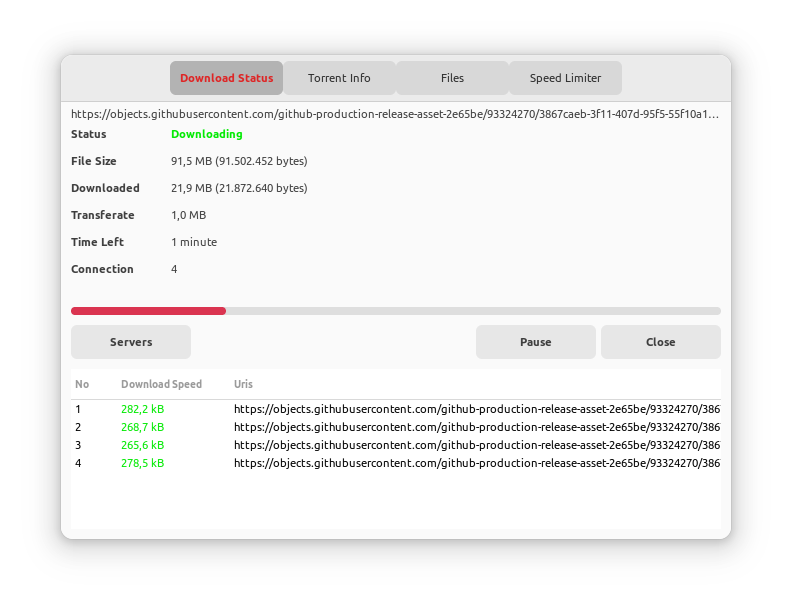 Download Status Torrent Info Files Speed Limiter
https://objects.githubusercontent.com/github-production-release-asset-2e65be/93324270/3867caeb-3f11-407d-95f5-55f10a1...
Status Downloading
File Size 91,5 MB (91.502.452 bytes)
Downloaded 21,9 MB (21.872.640 bytes)
Transferate 1,0 MB
Time Left 1 minute
Connection 4
Servers Pause Close
No Download Speed Uris
1 282,2 kB https://objects.githubusercontent.com/github-production-release-asset-2e65be/93324270/386
2 268,7 kB https://objects.githubusercontent.com/github-production-release-asset-2e65be/93324270/386
3 265,6 kB https://objects.githubusercontent.com/github-production-release-asset-2e65be/93324270/386
4 278,5 kB https://objects.githubusercontent.com/github-production-release-asset-2e65be/93324270/386